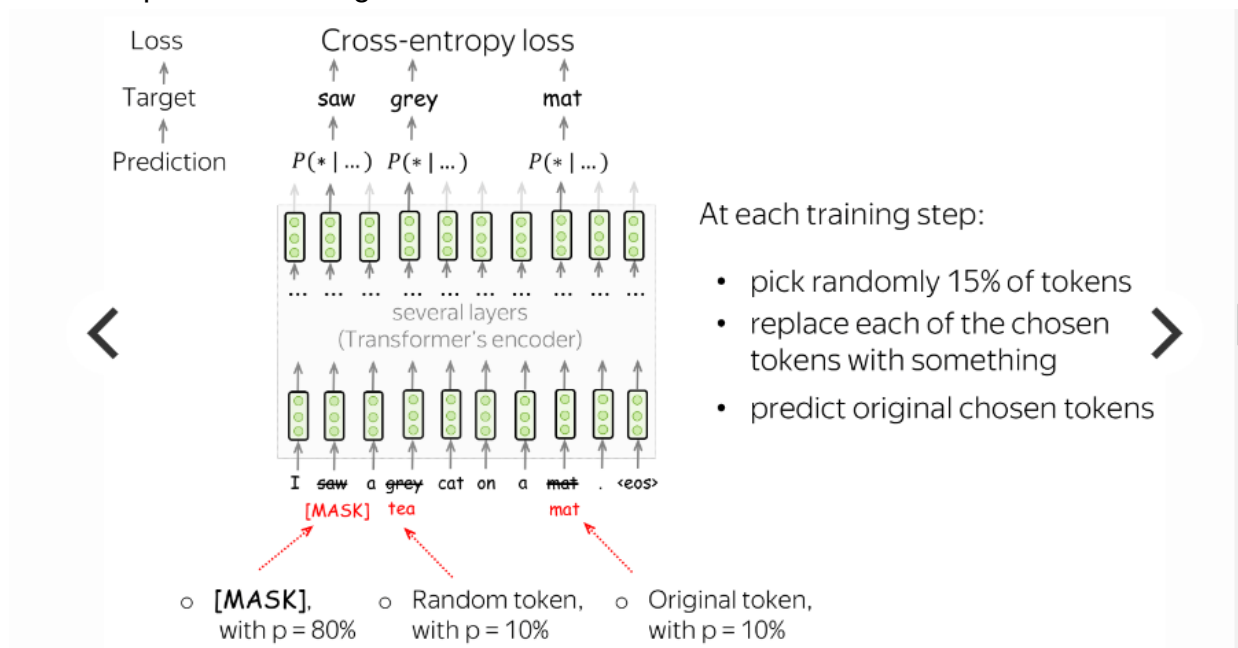 Loss Cross-entropy loss
Target saw grey mat
Prediction P(* | ...) P(* | ...) P(* | ...)
... ... ... ... ... ... ... ... ... ...
several layers
(Transformer's encoder)
I saw a grey cat on a mat . <eos>
[MASK] tea mat
[MASK],
with p = 80%
Random token,
with p = 10%
Original token,
with p = 10%
At each training step:
• pick randomly 15% of tokens
• replace each of the chosen
tokens with something
• predict original chosen tokens